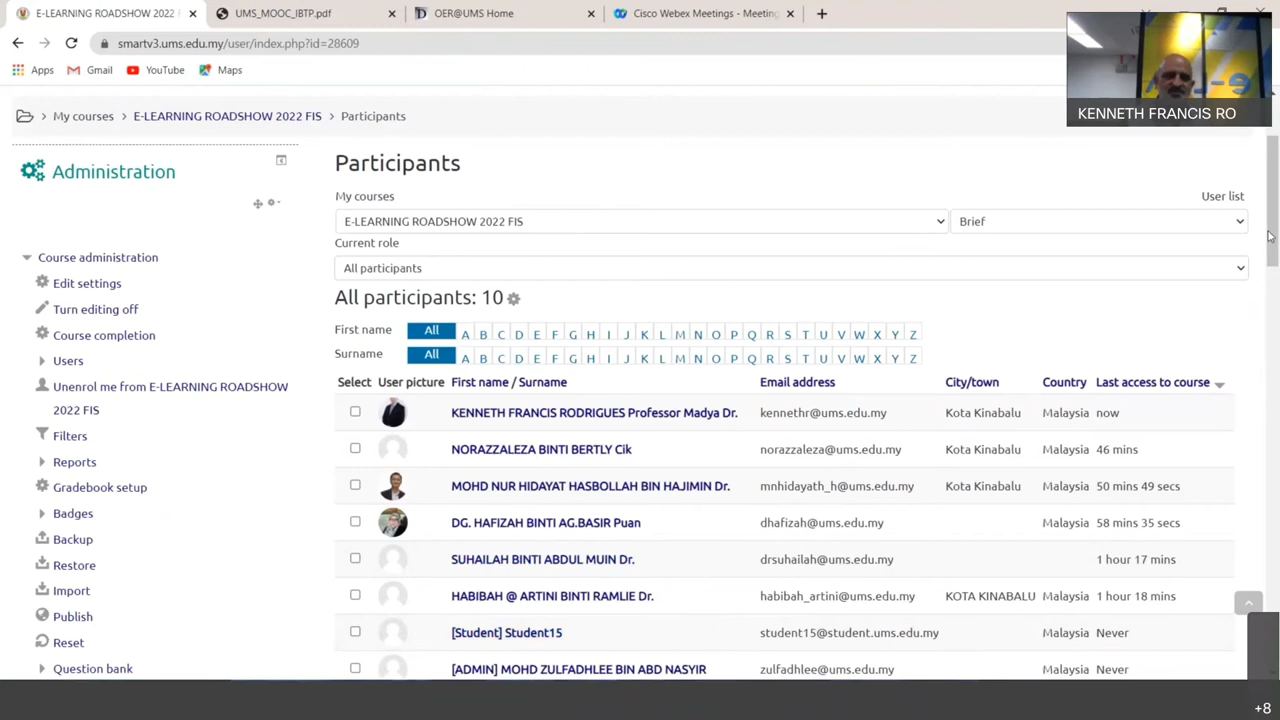 E-LEARNING ROADSHOW 2022 F
UMS_MOOC_IBTP.pdf
OER@UMS Home
Cisco Webex Meetings - Meeting
smartv3.ums.edu.my/user/index.php?id=28609
Apps Gmail YouTube Maps
KENNETH FRANCIS RO
My courses > E-LEARNING ROADSHOW 2022 FIS > Participants
Administration
Course administration
Edit settings
Turn editing off
Course completion
Users
Unenrol me from E-LEARNING ROADSHOW
2022 FIS
Filters
Reports
Gradebook setup
Badges
Backup
Restore
Import
Publish
Reset
Question bank
Participants
My courses User list
E-LEARNING ROADSHOW 2022 FIS Brief
Current role
All participants
All participants: 10
First name All A B C D E F G H I J K L M N O P Q R S T U V W X Y Z
Surname All A B C D E F G H I J K L M N O P Q R S T U V W X Y Z
Select User picture First name / Surname Email address City/town Country Last access to course
KENNETH FRANCIS RODRIGUES Professor Madya Dr. kennethr@ums.edu.my Kota Kinabalu Malaysia now
NORAZZALEZA BINTI BERTLY Cik norazzaleza@ums.edu.my Kota Kinabalu Malaysia 46 mins
MOHD NUR HIDAYAT HASBOLLAH BIN HAJIMIN Dr. mnhidayath_h@ums.edu.my Kota Kinabalu Malaysia 50 mins 49 secs
DG. HAFIZAH BINTI AG.BASIR Puan dhafizah@ums.edu.my Malaysia 58 mins 35 secs
SUHAILAH BINTI ABDUL MUIN Dr. drsuhailah@ums.edu.my 1 hour 17 mins
HABIBAH @ ARTINI BINTI RAMLIE Dr. habibah_artini@ums.edu.my KOTA KINABALU Malaysia 1 hour 18 mins
[Student] Student15 student15@student.ums.edu.my Malaysia Never
[ADMIN] MOHD ZULFADHLEE BIN ABD NASYIR zulfadhlee@ums.edu.my Malaysia Never
+8